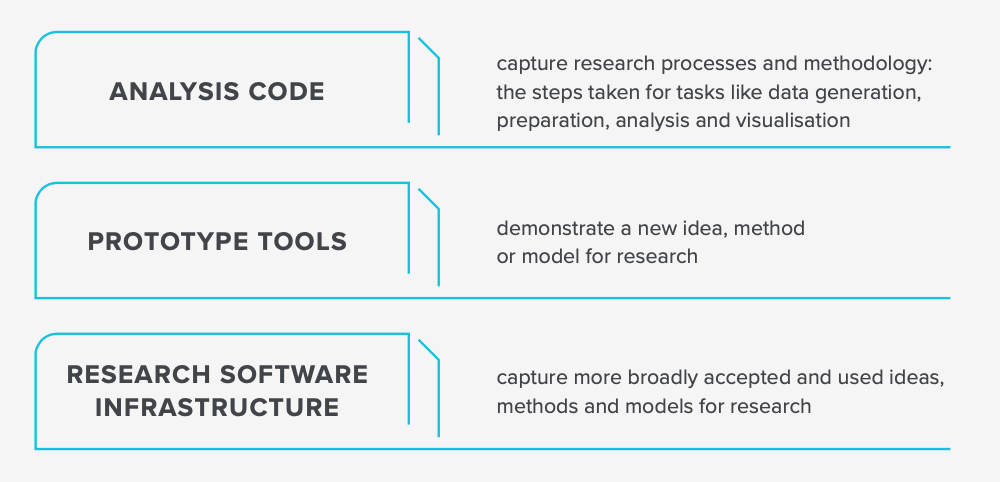 ANALYSIS CODE
capture research processes and methodology:
the steps taken for tasks like data generation,
preparation, analysis and visualisation
PROTOTYPE TOOLS
demonstrate a new idea, method
or model for research
RESEARCH SOFTWARE
INFRASTRUCTURE
capture more broadly accepted and used ideas,
methods and models for research